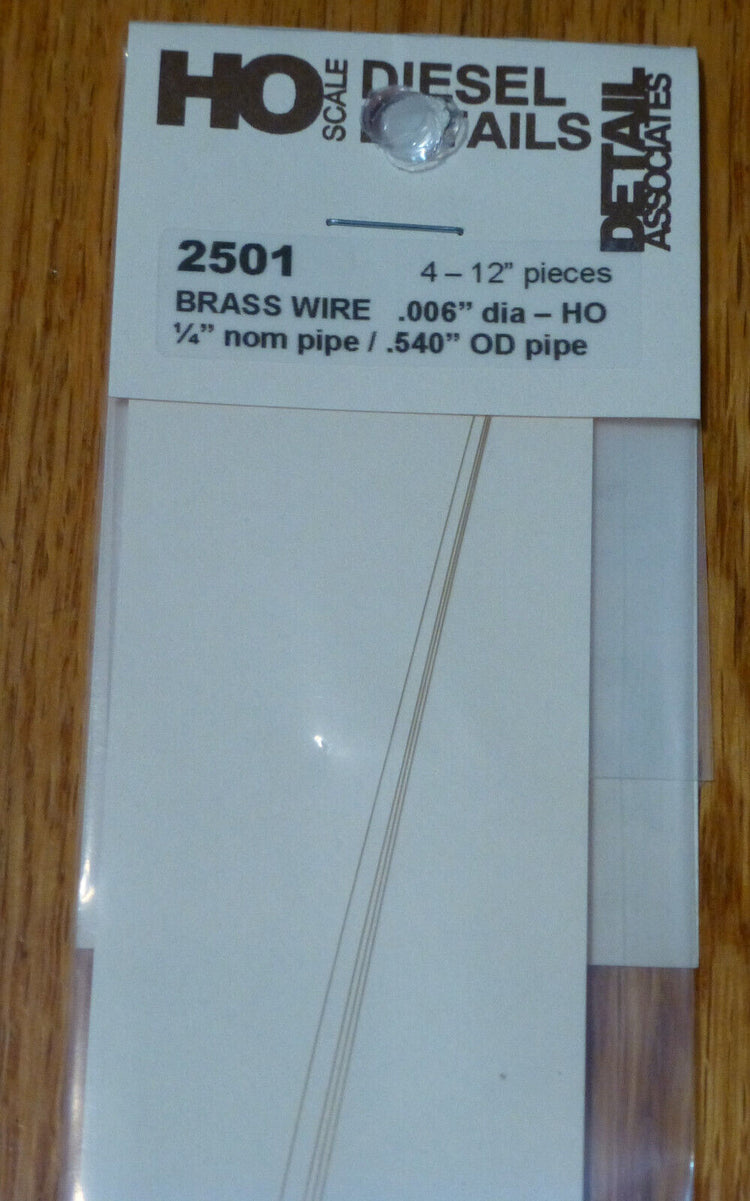 HO SCALE DIESEL
DETAILS
DETAIL
ASSOCIATES
2501 4 – 12” pieces
BRASS WIRE .006” dia – HO
¼” nom pipe / .540” OD pipe